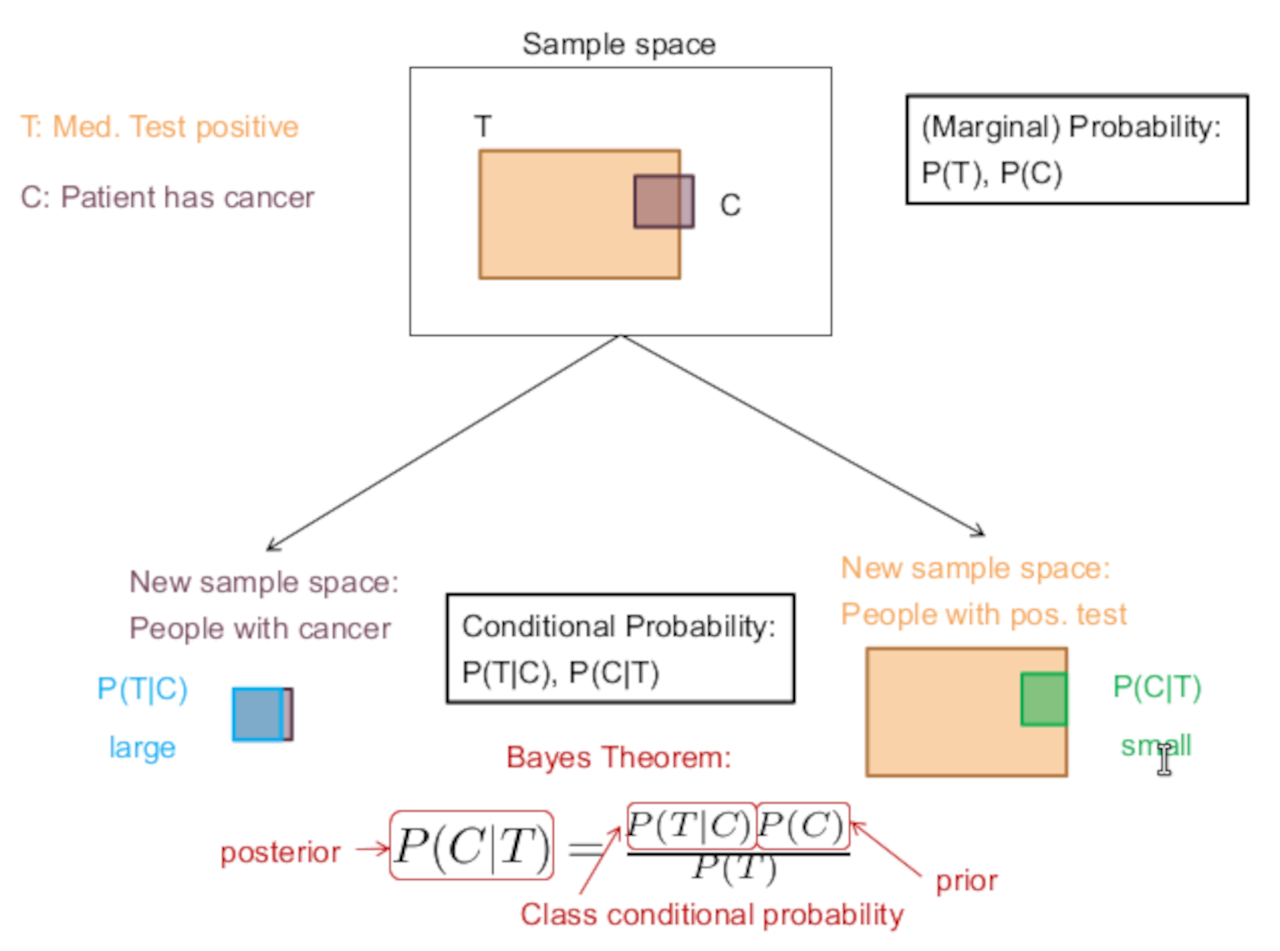 Sample space
T: Med. Test positive
C: Patient has cancer
T
C
(Marginal) Probability:
P(T), P(C)
New sample space:
People with cancer
P(T|C)
large
Conditional Probability:
P(T|C), P(C|T)
New sample space:
People with pos. test
P(C|T)
small
Bayes Theorem:
posterior
P(C|T) = P(T|C) P(C)
P(T)
prior
Class conditional probability